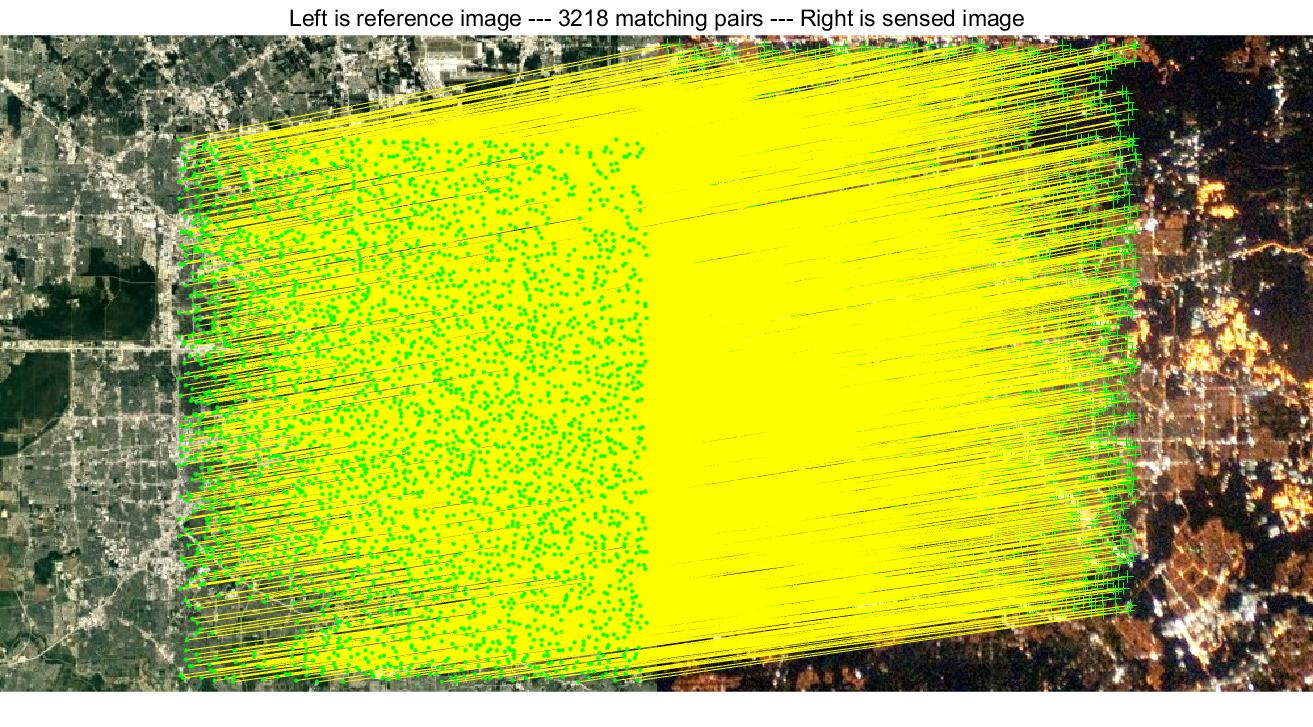 Left is reference image --- 3218 matching pairs --- Right is sensed image